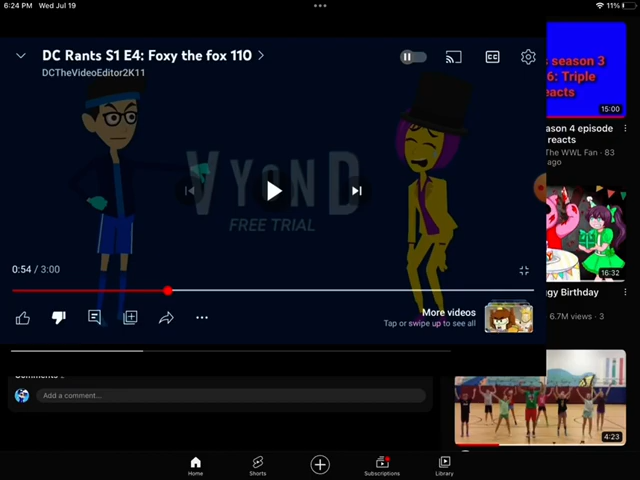 6:24 PM Wed Jul 19
11%
DC Rants S1 E4: Foxy the fox 110
DCTheVideoEditor2K11
CC
VYOND
FREE TRIAL
0:54 / 3:00
More videos
Tap or swipe up to see all
s season 3
6: Triple
eacts
15:00
ason 4 episode
reacts
The WWL Fan · 83
ago
16:32
gy Birthday
6.7M views · 3
Comments
Add a comment...
4:23
Home
Shorts
Subscriptions
Library